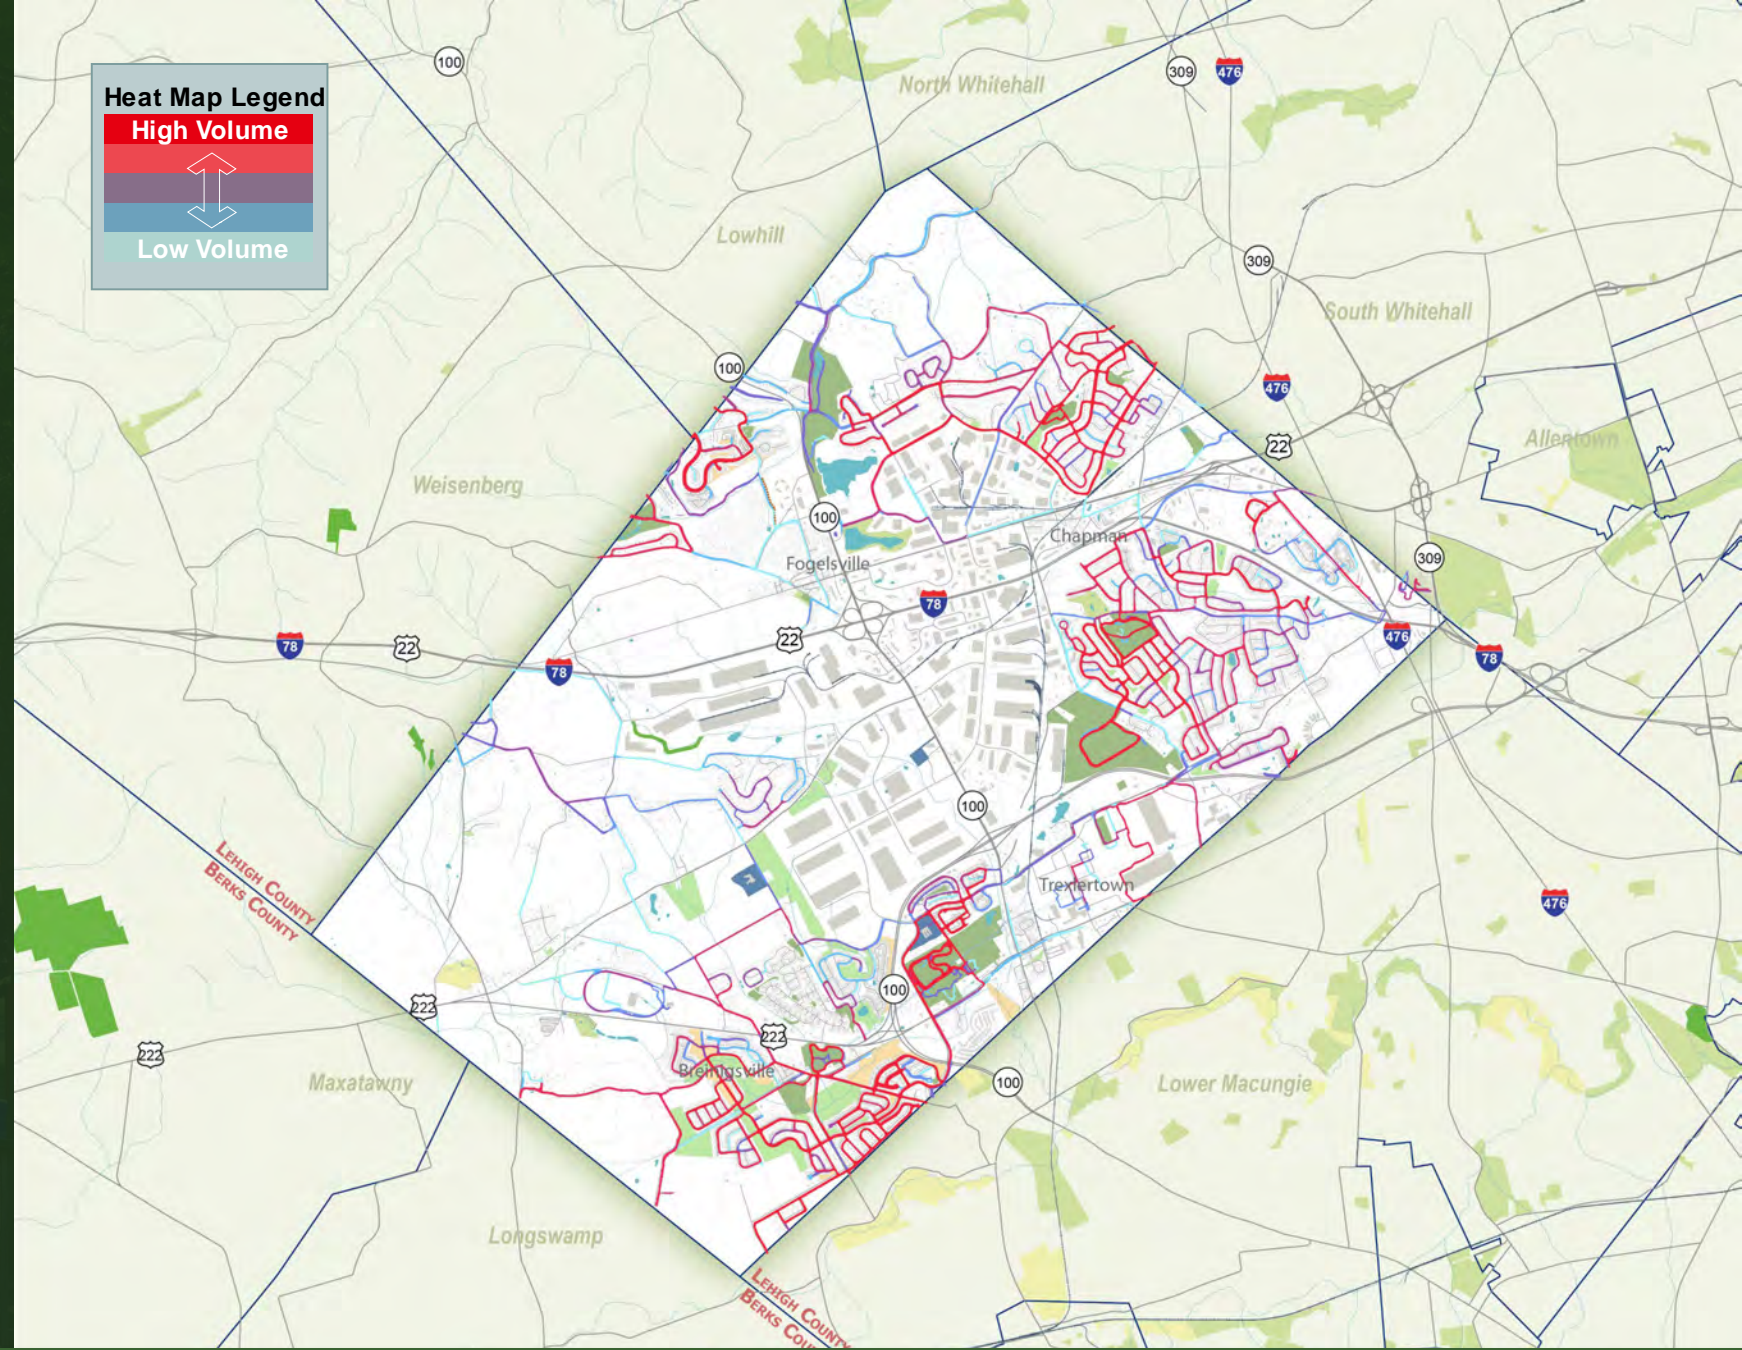 Heat Map Legend
High Volume
Low Volume
100
North Whitehall
309
476
Lowhill
309
South Whitehall
100
476
22
Allentown
Weisenberg
100
Chapman
Fogelsville
309
78
22
78
22
78
476
78
100
LEHIGH COUNTY
BERKS COUNTY
Trexlertown
476
100
222
222
222
Breinigsville
Maxatawny
100
Lower Macungie
Longswamp
LEHIGH COUNTY
BERKS COU